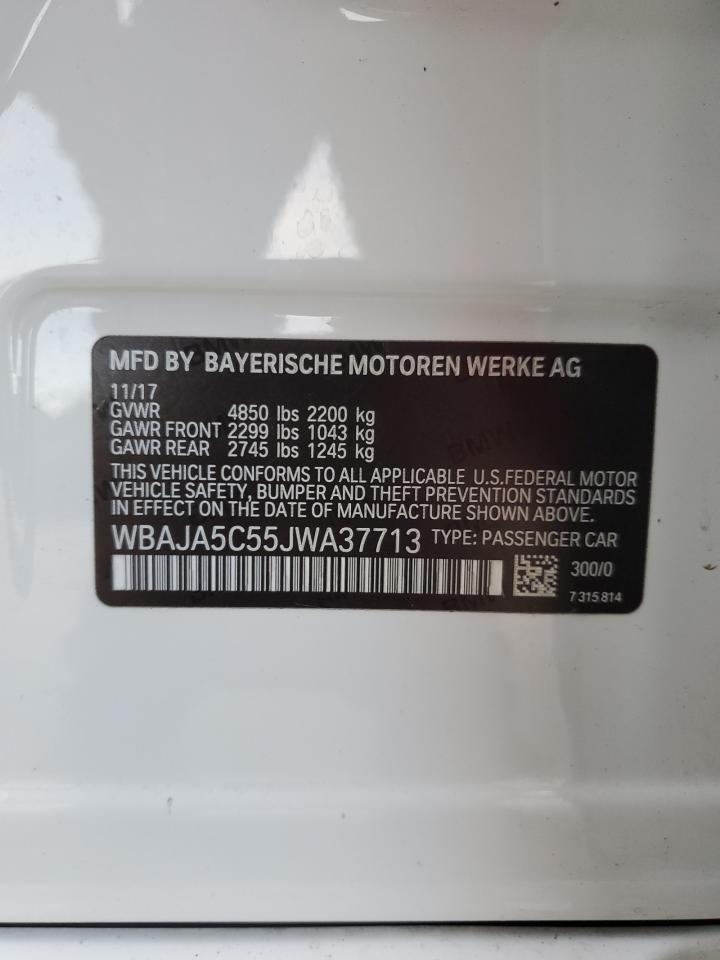 MFD BY BAYERISCHE MOTOREN WERKE AG
11/17
GVWR 4850 lbs 2200 kg
GAWR FRONT 2299 lbs 1043 kg
GAWR REAR 2745 lbs 1245 kg
THIS VEHICLE CONFORMS TO ALL APPLICABLE U.S.FEDERAL MOTOR
VEHICLE SAFETY, BUMPER AND THEFT PREVENTION STANDARDS
IN EFFECT ON THE DATE OF MANUFACTURE SHOWN ABOVE.
WBAJA5C55JWA37713 TYPE: PASSENGER CAR
300/0
7 315 814